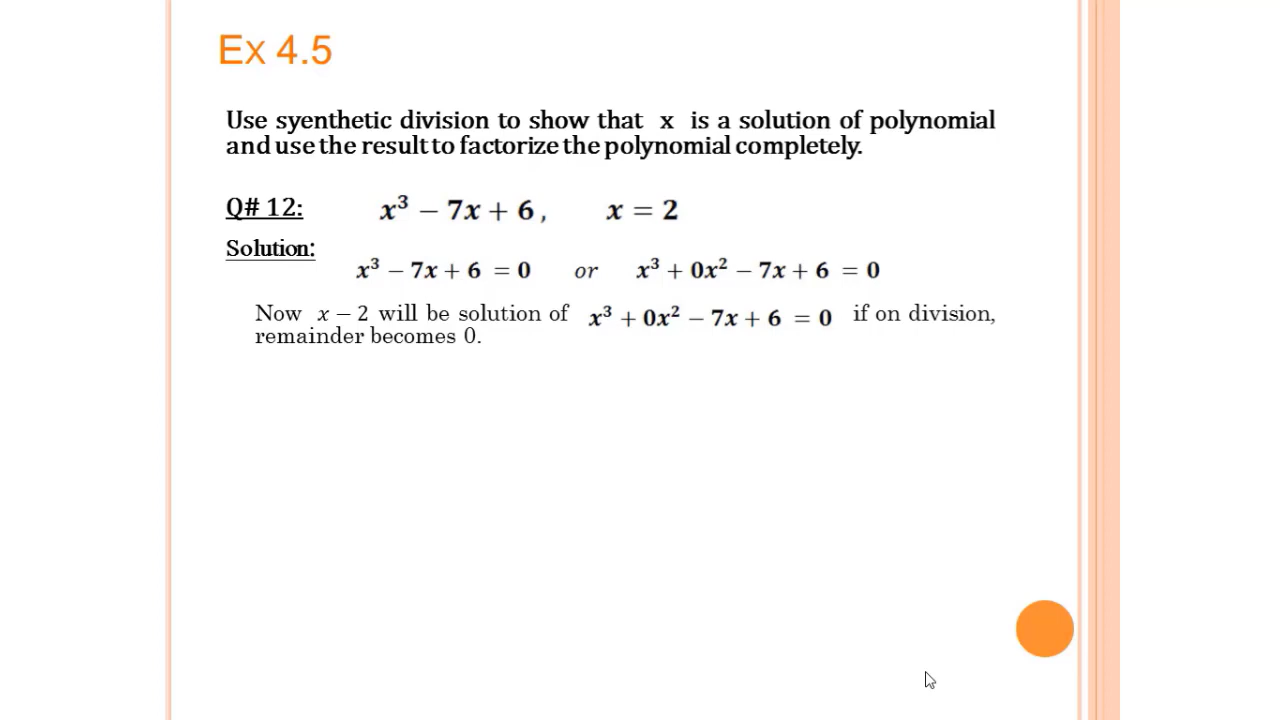 Ex 4.5
Use syenthetic division to show that x is a solution of polynomial
and use the result to factorize the polynomial completely.
Q# 12: x³ − 7x + 6 , x = 2
Solution:
x³ − 7x + 6 = 0 or x³ + 0x² − 7x + 6 = 0
Now x − 2 will be solution of x³ + 0x² − 7x + 6 = 0 if on division,
remainder becomes 0.